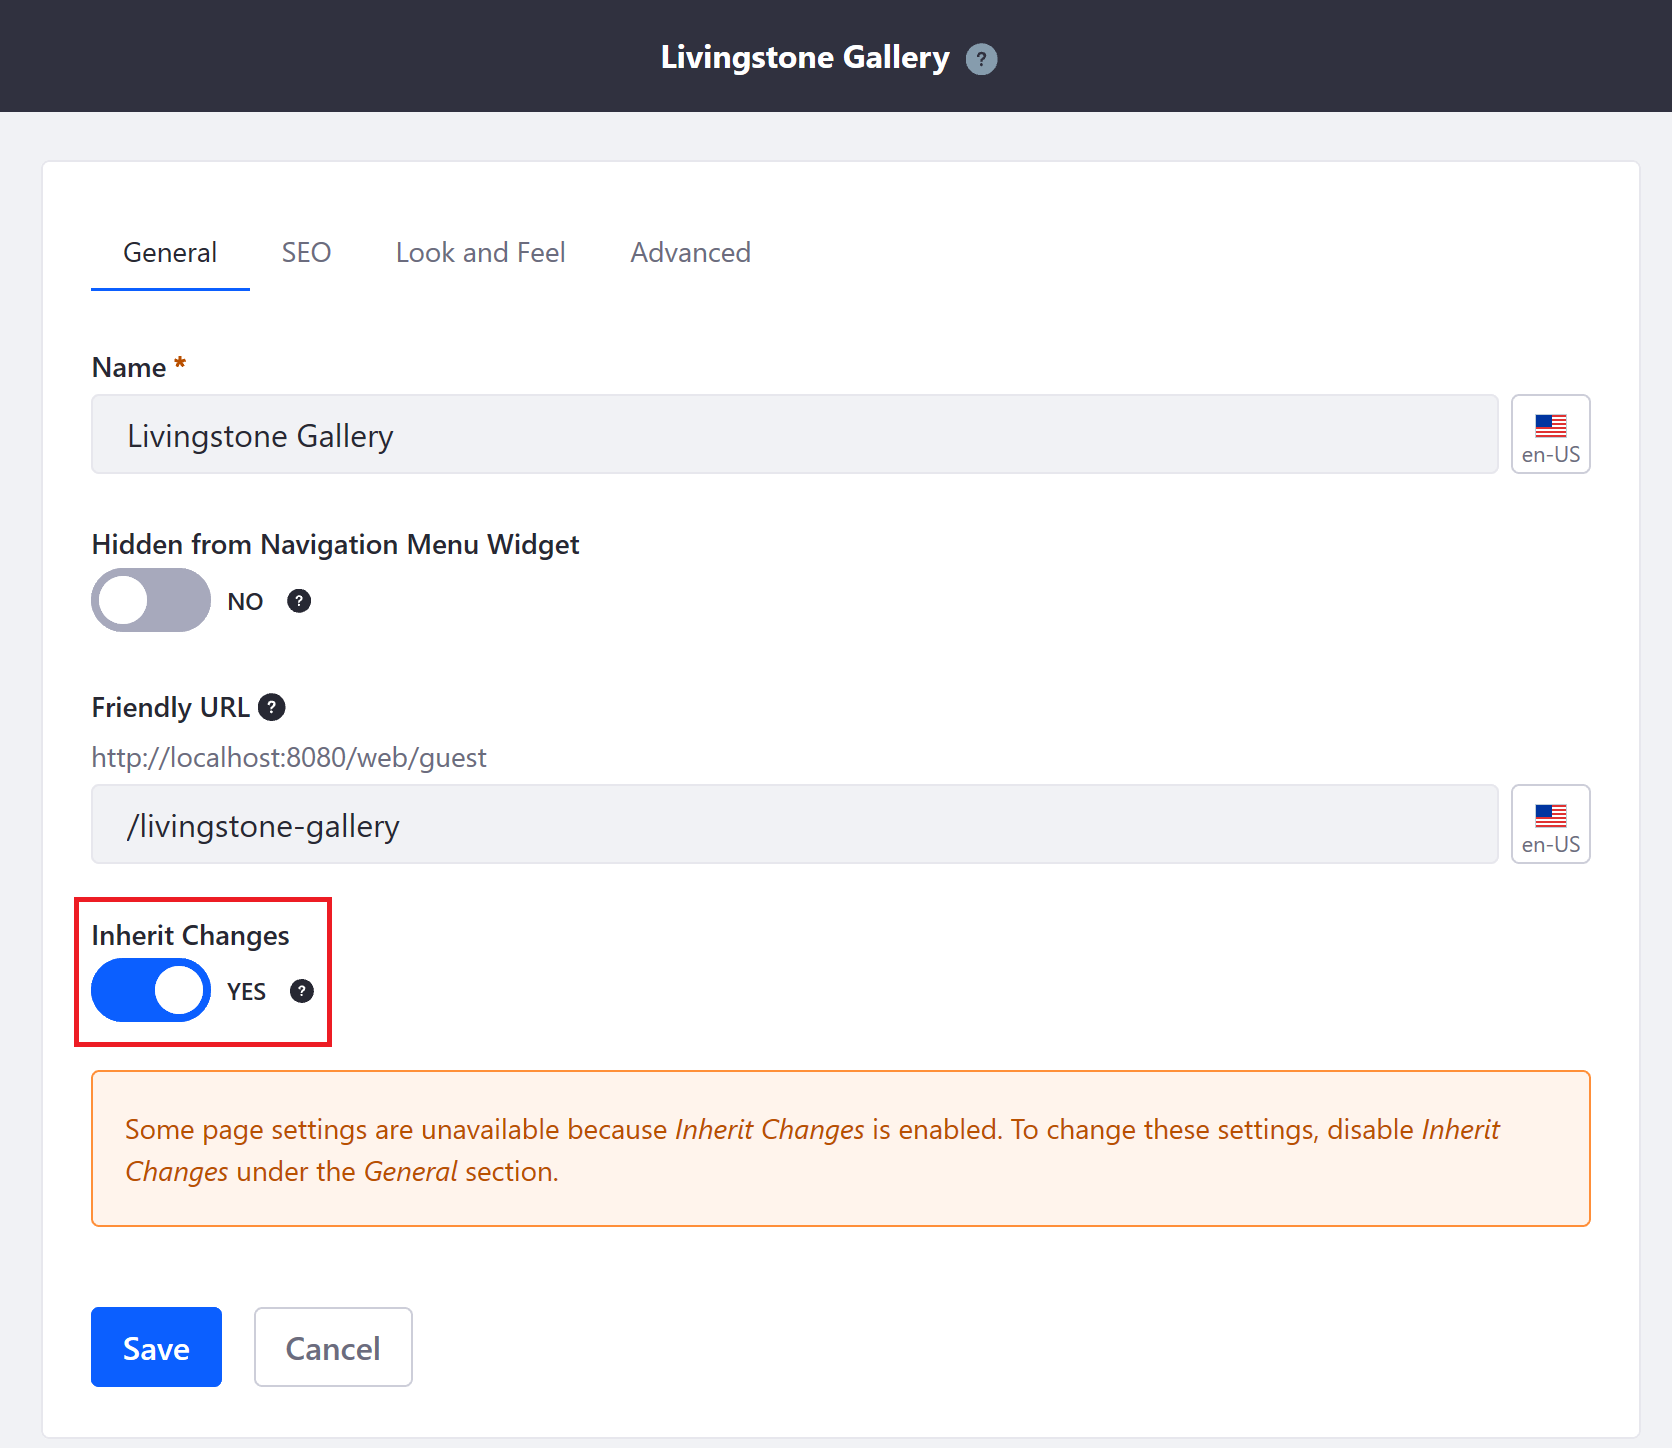 Livingstone Gallery ?
General SEO Look and Feel Advanced
Name *
Livingstone Gallery
en-US
Hidden from Navigation Menu Widget
NO ?
Friendly URL ?
http://localhost:8080/web/guest
/livingstone-gallery
en-US
Inherit Changes
YES ?
Some page settings are unavailable because Inherit Changes is enabled. To change these settings, disable Inherit
Changes under the General section.
Save Cancel